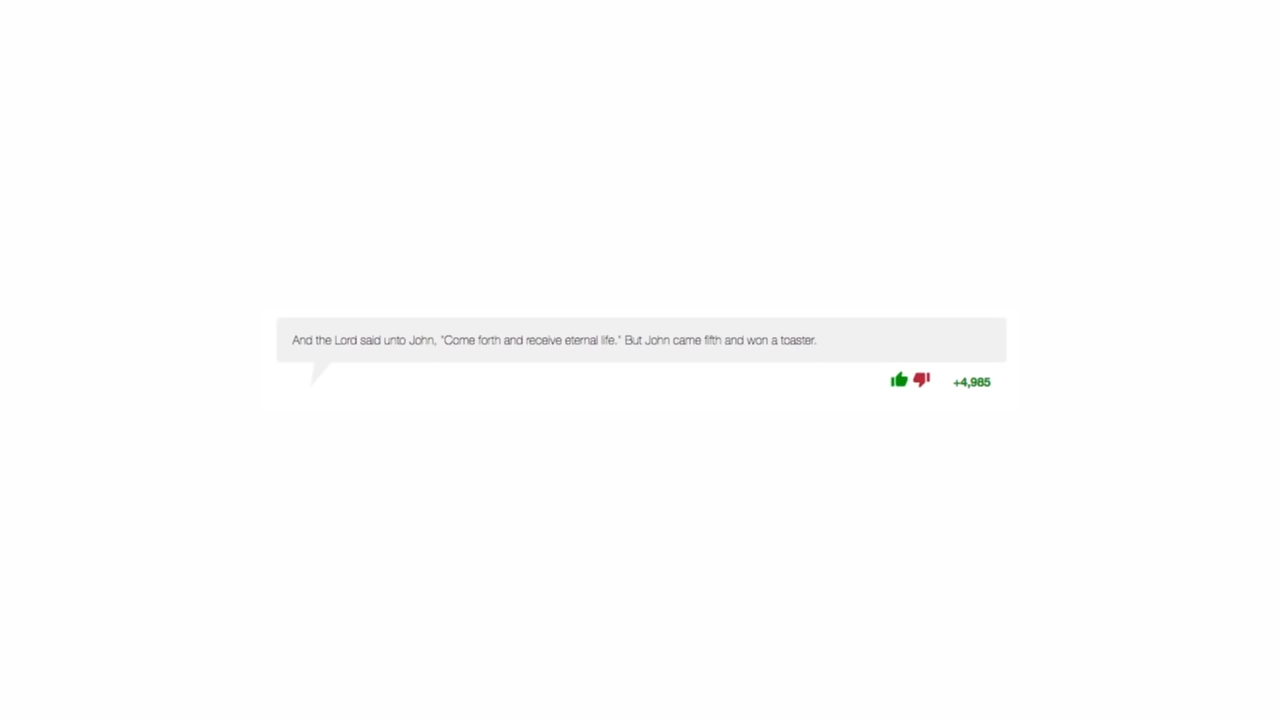 And the Lord said unto John, "Come forth and receive eternal life." But John came fifth and won a toaster.
+4,985